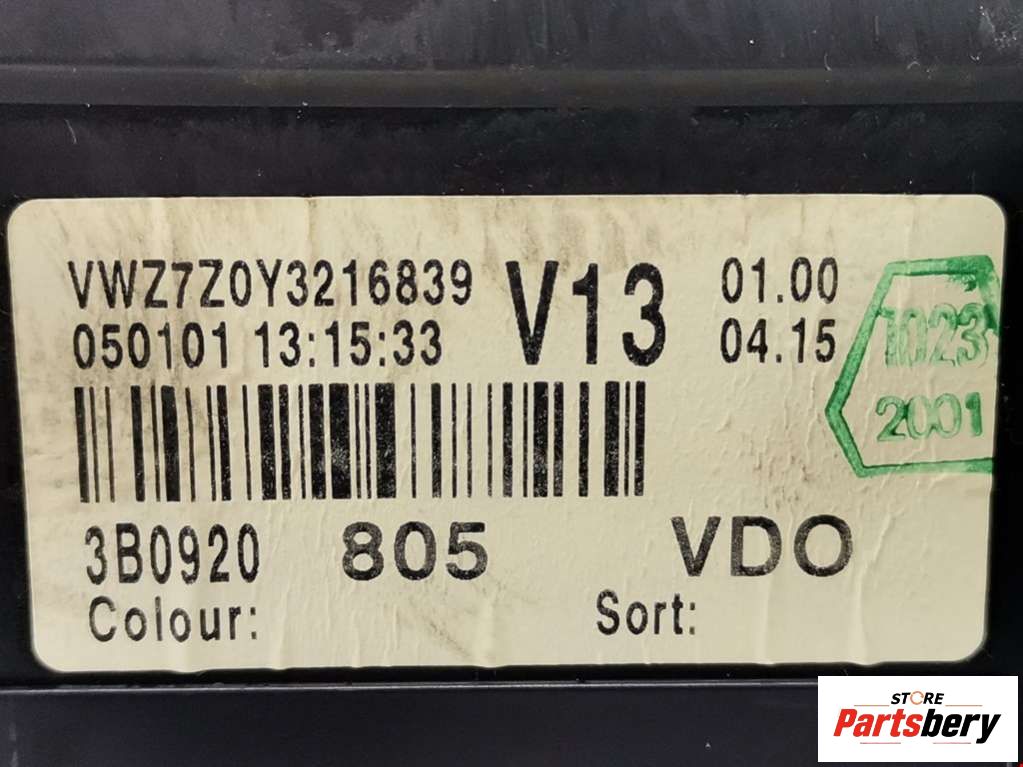 VWZ7Z0Y3216839 V13 01.00
050101 13:15:33 04.15
1023
2001
3B0920 805 VDO
Colour: Sort:
STORE
Partsbery